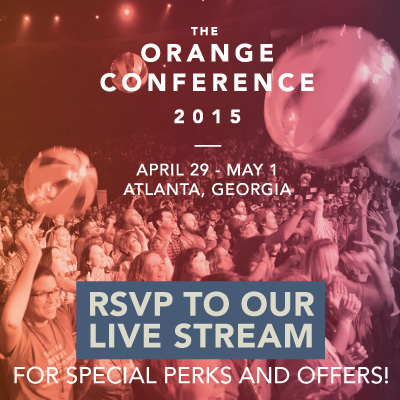 THE
ORANGE
CONFERENCE
2015
APRIL 29 - MAY 1
ATLANTA, GEORGIA
RSVP TO OUR
LIVE STREAM
FOR SPECIAL PERKS AND OFFERS!